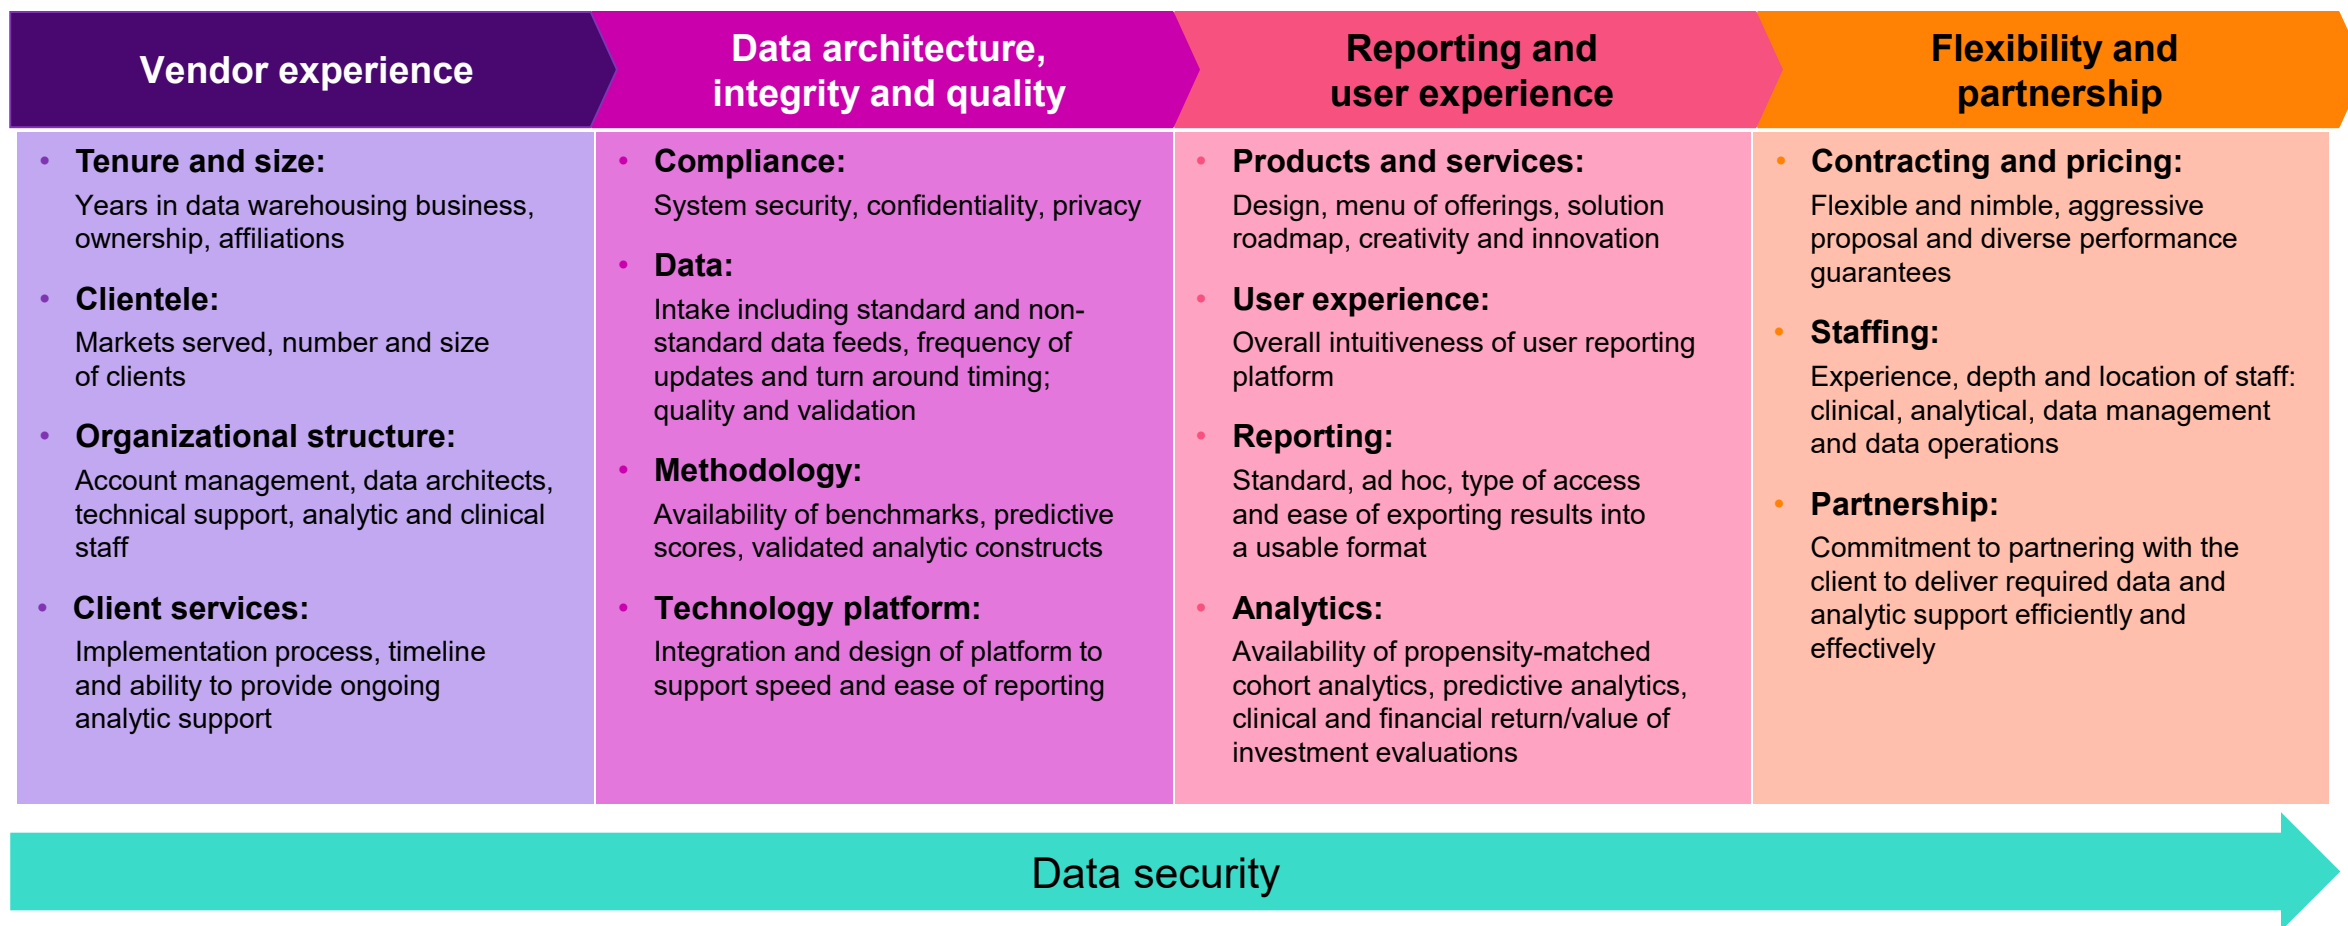 Vendor experience
Data architecture,
integrity and quality
Reporting and
user experience
Flexibility and
partnership
• Tenure and size:
Years in data warehousing business,
ownership, affiliations
• Clientele:
Markets served, number and size
of clients
• Organizational structure:
Account management, data architects,
technical support, analytic and clinical
staff
• Client services:
Implementation process, timeline
and ability to provide ongoing
analytic support
• Compliance:
System security, confidentiality, privacy
• Data:
Intake including standard and non-
standard data feeds, frequency of
updates and turn around timing;
quality and validation
• Methodology:
Availability of benchmarks, predictive
scores, validated analytic constructs
• Technology platform:
Integration and design of platform to
support speed and ease of reporting
• Products and services:
Design, menu of offerings, solution
roadmap, creativity and innovation
• User experience:
Overall intuitiveness of user reporting
platform
• Reporting:
Standard, ad hoc, type of access
and ease of exporting results into
a usable format
• Analytics:
Availability of propensity-matched
cohort analytics, predictive analytics,
clinical and financial return/value of
investment evaluations
• Contracting and pricing:
Flexible and nimble, aggressive
proposal and diverse performance
guarantees
• Staffing:
Experience, depth and location of staff:
clinical, analytical, data management
and data operations
• Partnership:
Commitment to partnering with the
client to deliver required data and
analytic support efficiently and
effectively
Data security